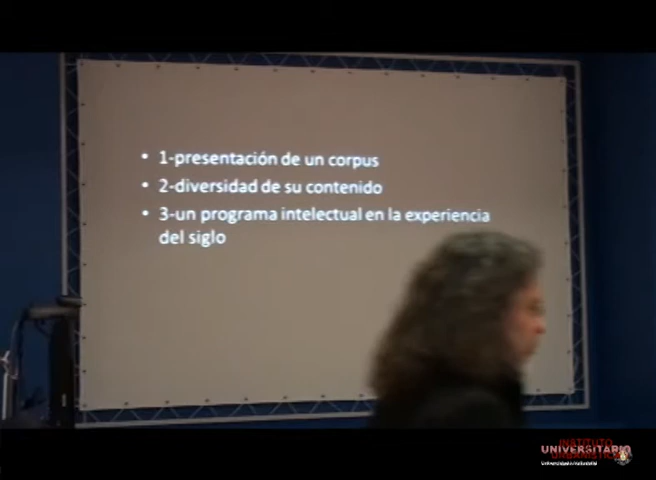 • 1-presentación de un corpus
• 2-diversidad de su contenido
• 3-un programa intelectual en la experiencia
del siglo
INSTITUTO
UNIVERSITARIO